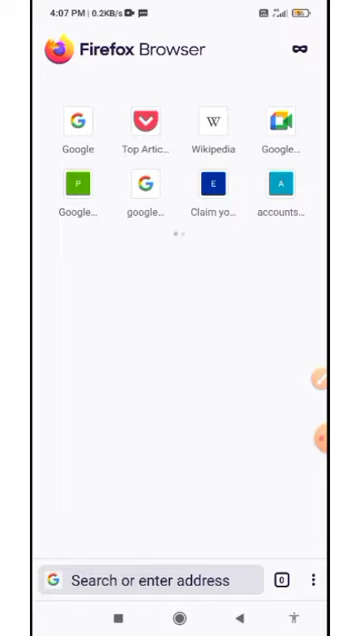 4:07 PM | 0.2KB/s
Firefox Browser
Google
Top Artic...
Wikipedia
Google...
P
E
A
Google...
google...
Claim yo...
accounts...
Search or enter address
0